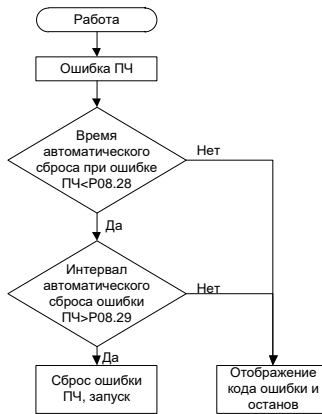 Работа
Ошибка ПЧ
Время
автоматического
сброса при ошибке
ПЧ<P08.28
Нет
Да
Интервал
автоматического
сброса ошибки
ПЧ>P08.29
Нет
Да
Сброс ошибки
ПЧ, запуск
Отображение
кода ошибки и
останов